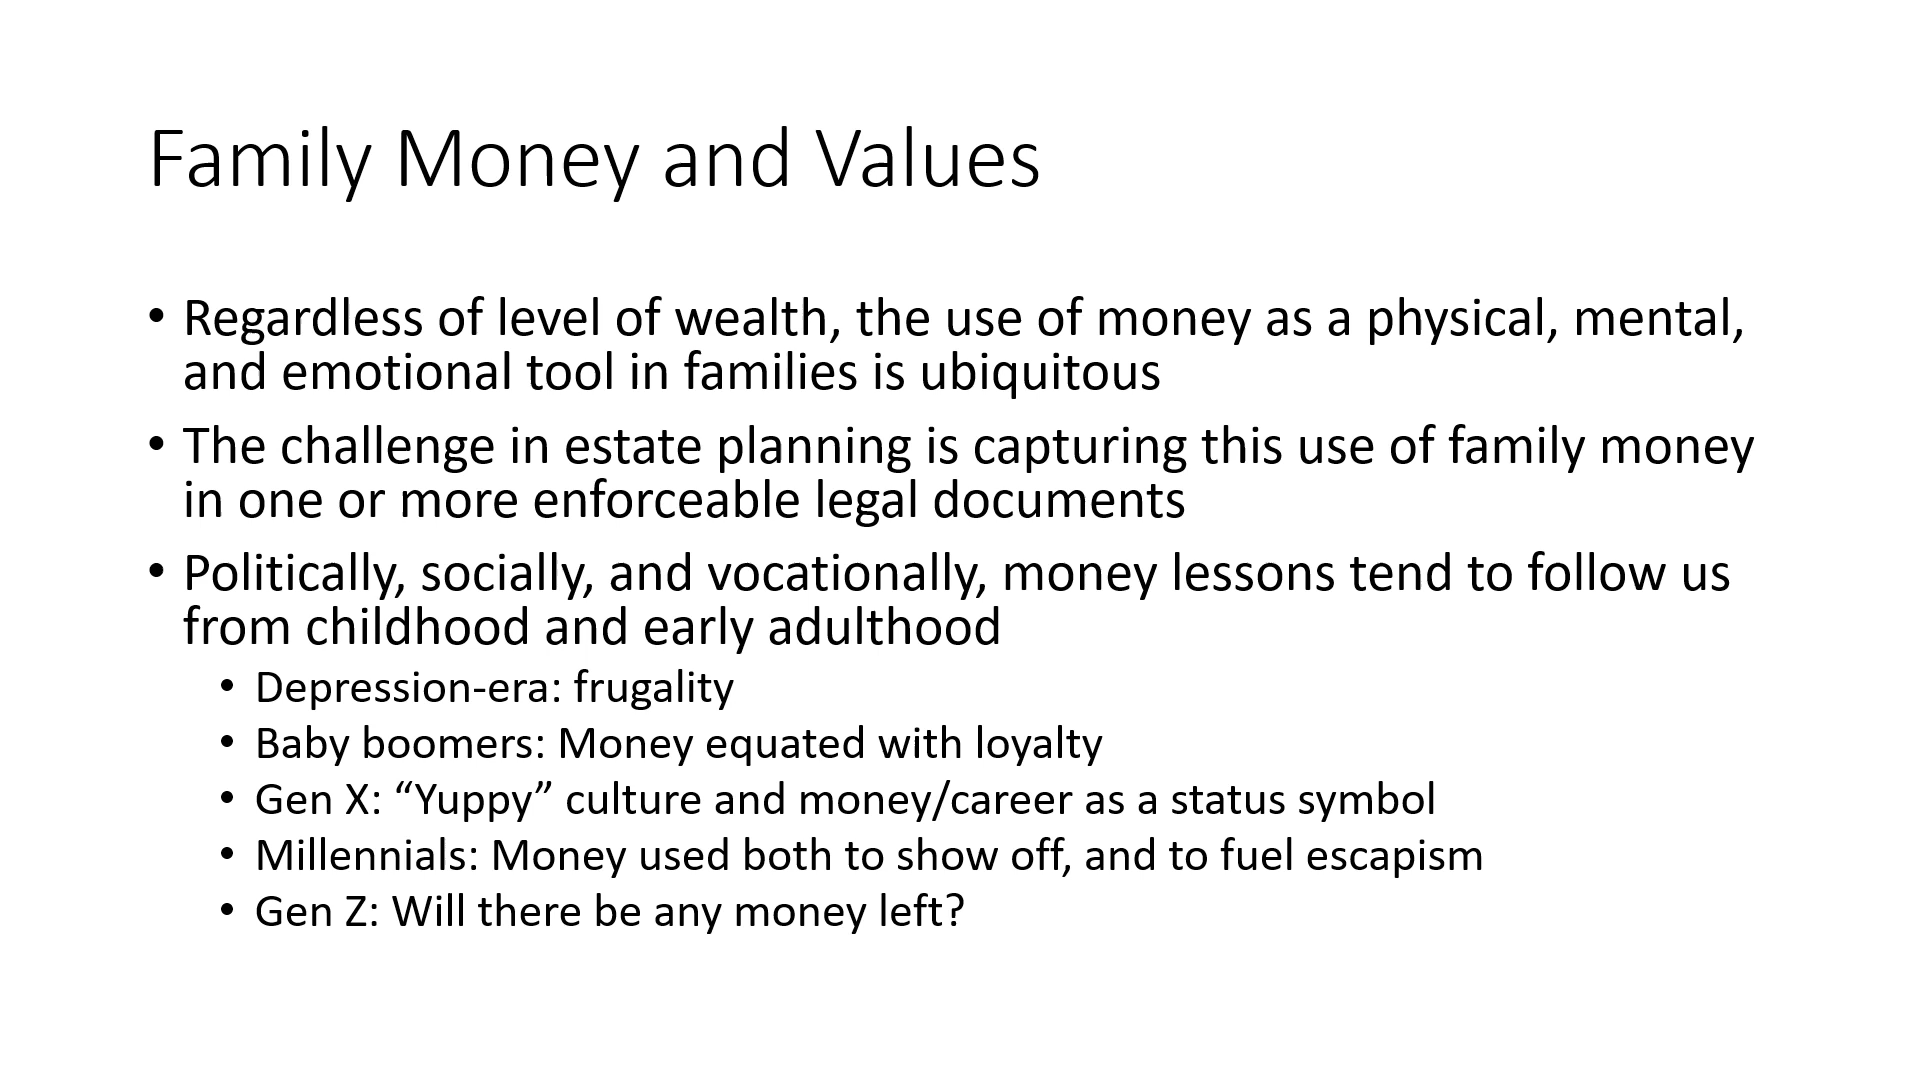 Family Money and Values
• Regardless of level of wealth, the use of money as a physical, mental,
and emotional tool in families is ubiquitous
• The challenge in estate planning is capturing this use of family money
in one or more enforceable legal documents
• Politically, socially, and vocationally, money lessons tend to follow us
from childhood and early adulthood
• Depression-era: frugality
• Baby boomers: Money equated with loyalty
• Gen X: “Yuppy” culture and money/career as a status symbol
• Millennials: Money used both to show off, and to fuel escapism
• Gen Z: Will there be any money left?